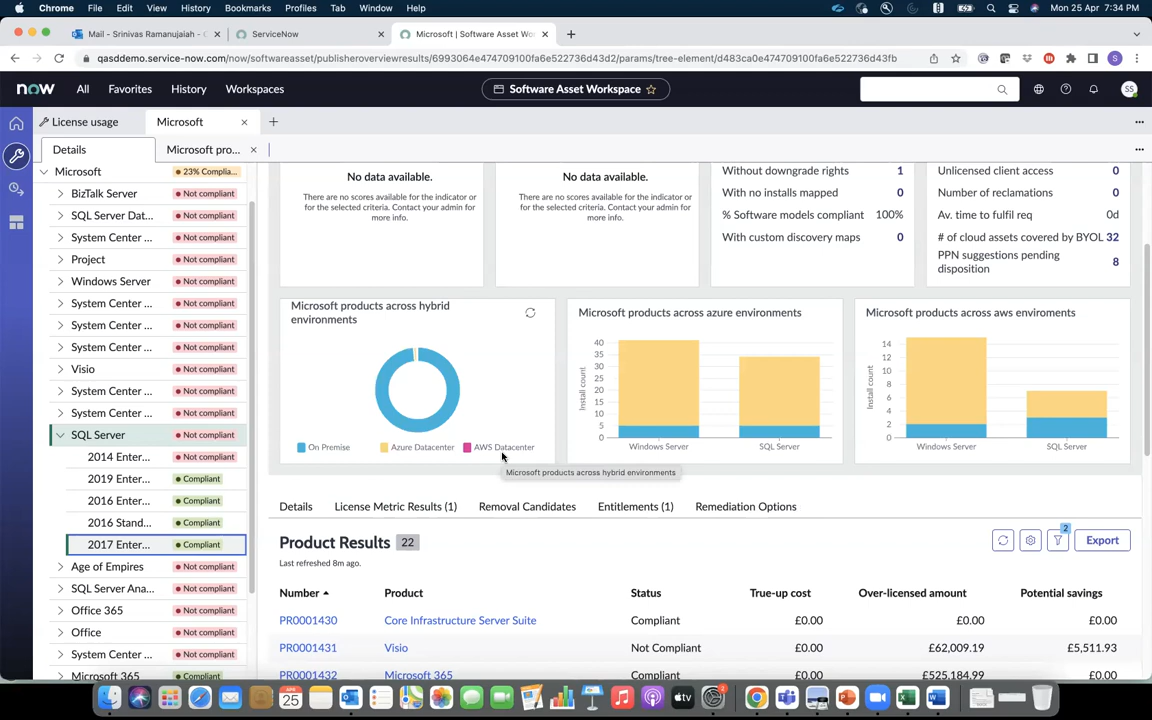 Chrome File Edit View History Bookmarks Profiles Tab Window Help
Mon 25 Apr 7:34 PM
Mail - Srinivas Ramanujaiah -
ServiceNow
Microsoft | Software Asset Wo
qasddemo.service-now.com/now/softwareasset/publisheroverviewresults/6993064e474709100fa6e522736d43d2/params/tree-element/d483ca0e474709100fa6e522736d43fb
S
now All Favorites History Workspaces
Software Asset Workspace
SS
License usage
Microsoft
Details
Microsoft pro...
Microsoft 23% Complia...
BizTalk Server Not compliant
SQL Server Dat... Not compliant
System Center ... Not compliant
Project Not compliant
Windows Server Not compliant
System Center ... Not compliant
System Center ... Not compliant
System Center ... Not compliant
Visio Not compliant
System Center ... Not compliant
System Center ... Not compliant
SQL Server Not compliant
2014 Enter... Not compliant
2019 Enter... Compliant
2016 Enter... Compliant
2016 Stand... Compliant
2017 Enter... Compliant
Age of Empires Not compliant
SQL Server Ana... Not compliant
Office 365 Not compliant
Office Not compliant
System Center ... Not compliant
Microsoft 365 Compliant
No data available.
There are no scores available for the indicator or
for the selected criteria. Contact your admin for
more info.
No data available.
There are no scores available for the indicator or
for the selected criteria. Contact your admin for
more info.
Without downgrade rights 1
With no installs mapped 0
% Software models compliant 100%
With custom discovery maps 0
Unlicensed client access 0
Number of reclamations 0
Av. time to fulfil req 0d
# of cloud assets covered by BYOL 32
PPN suggestions pending
disposition 8
Microsoft products across hybrid
environments
On Premise Azure Datacenter AWS Datacenter
Microsoft products across hybrid environments
Microsoft products across azure enviroments
Install count
40
35
30
25
20
15
10
5
0
Windows Server SQL Server
Microsoft products across aws enviroments
Install count
14
12
10
8
6
4
2
0
Windows Server SQL Server
Details License Metric Results (1) Removal Candidates Entitlements (1) Remediation Options
Product Results 22
Last refreshed 8m ago.
2
Export
Number Product Status True-up cost Over-licensed amount Potential savings
PR0001430 Core Infrastructure Server Suite Compliant £0.00 £0.00 £0.00
PR0001431 Visio Not Compliant £0.00 £62,009.19 £5,511.93
PR0001432 Microsoft 365 Compliant £0.00 £525,184.99 £0.00
APR
25